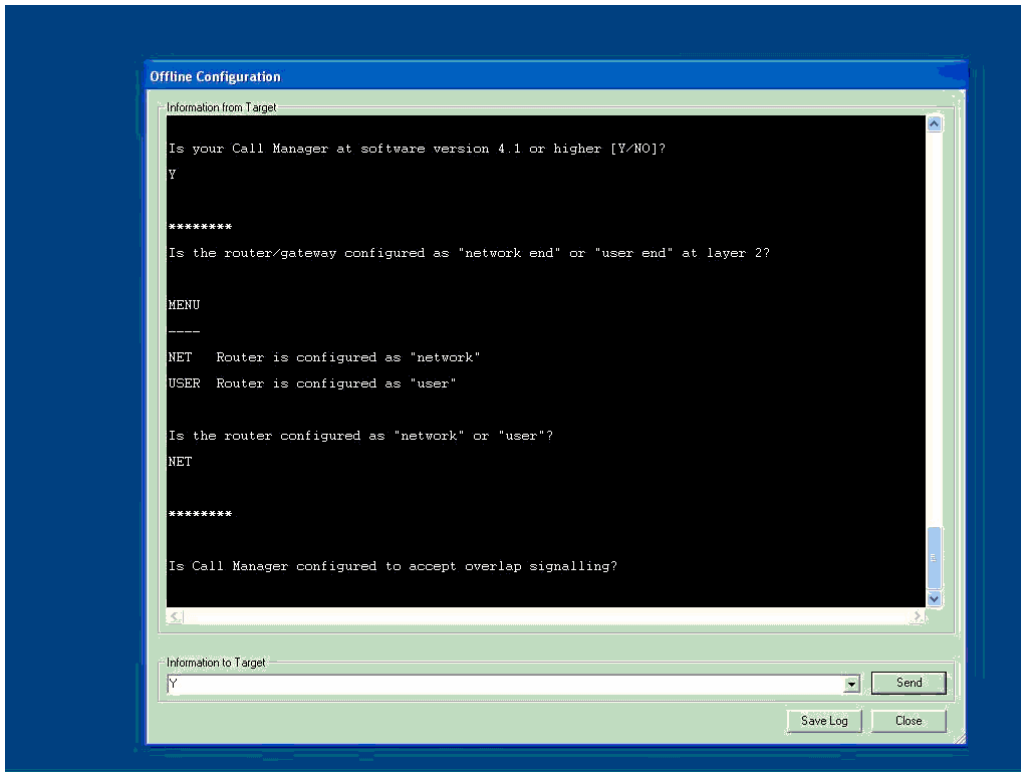 Offline Configuration
Information from Target
Is your Call Manager at software version 4.1 or higher [Y/NO]?
Y
********
Is the router/gateway configured as "network end" or "user end" at layer 2?
MENU
----
NET Router is configured as "network"
USER Router is configured as "user"
Is the router configured as "network" or "user"?
NET
********
Is Call Manager configured to accept overlap signalling?
Information to Target
Y
Send
Save Log
Close